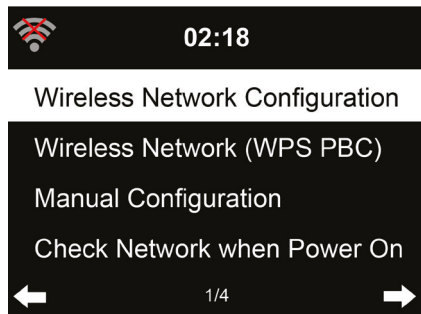 02:18
Wireless Network Configuration
Wireless Network (WPS PBC)
Manual Configuration
Check Network when Power On
1/4